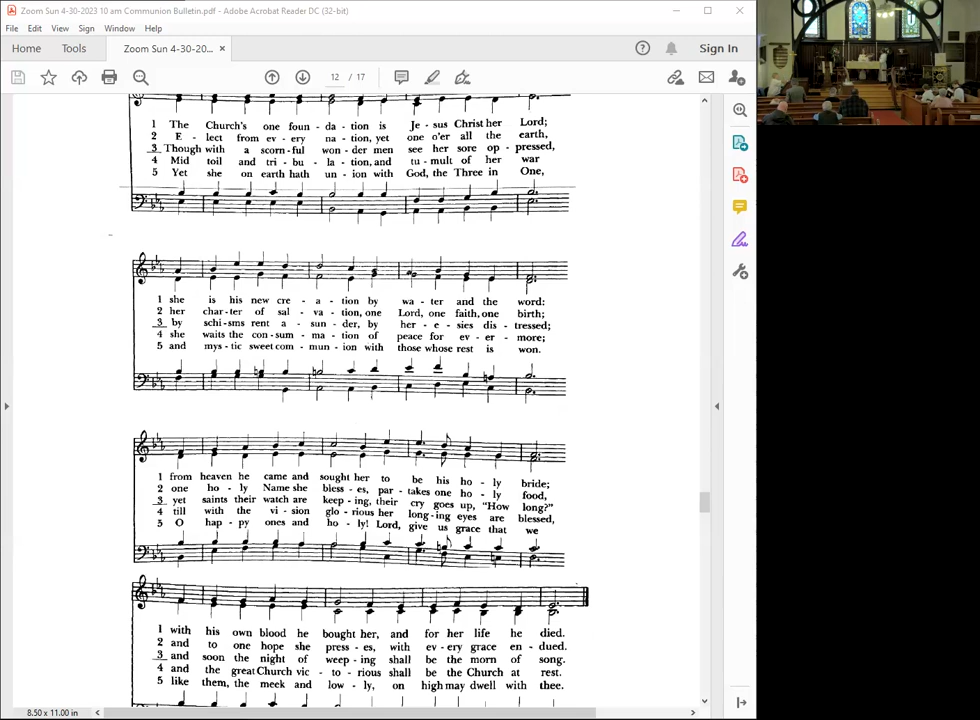 Zoom Sun 4-30-2023 10 am Communion Bulletin.pdf - Adobe Acrobat Reader DC (32-bit)
File Edit View Sign Window Help
Home Tools Zoom Sun 4-30-20... × Sign In
12 / 17
1 The Church's one foun - da - tion is Je - sus Christ her Lord;
2 E - lect from ev - ery na - tion, yet one o'er all the earth,
3 Though with a scorn - ful won - der men see her sore op - pressed,
4 Mid toil and trib - u - la - tion, and tu - mult of her war
5 Yet she on earth hath un - ion with God, the Three in One,
1 she is his new cre - a - tion by wa - ter and the word:
2 her char - ter of sal - va - tion, one Lord, one faith, one birth;
3 by schi - sms rent a - sun - der, by her - e - sies dis - tressed;
4 she waits the con - sum - ma - tion of peace for ev - er - more;
5 and mys - tic sweet com - mun - ion with those whose rest is won.
1 from heaven he came and sought her to be his ho - ly bride;
2 one ho - ly Name she bless - es, par - takes one ho - ly food,
3 yet saints their watch are keep - ing, their cry goes up, "How long?"
4 till with the vi - sion glo - rious her long - ing eyes are blessed,
5 O hap - py ones and ho - ly! Lord, give us grace that we
1 with his own blood he bought her, and for her life he died.
2 and to one hope she press - es, with ev - ery grace en - dued.
3 and soon the night of weep - ing shall be the morn of song.
4 and the great Church vic - to - rious shall be the Church at rest.
5 like them, the meek and low - ly, on high may dwell with thee.
8.50 x 11.00 in